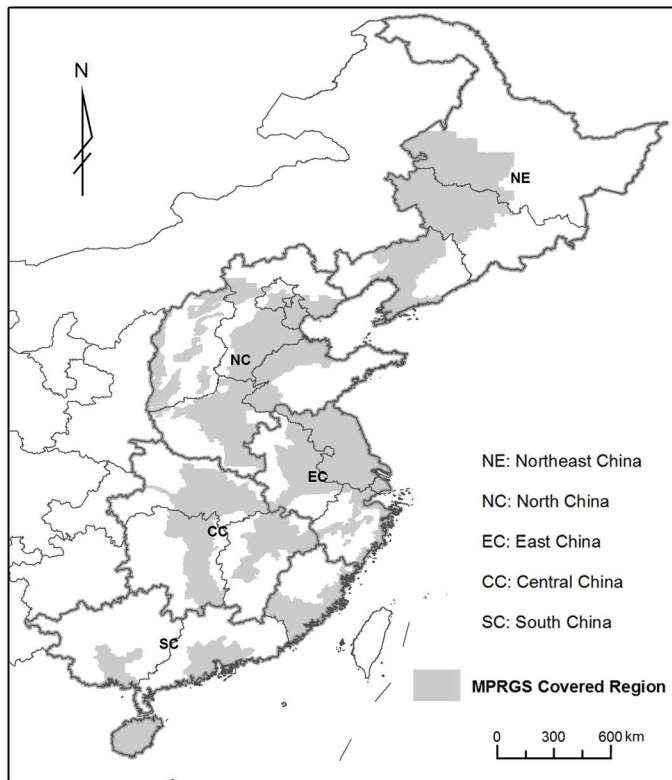 N
NE
NC
EC
CC
SC
NE: Northeast China
NC: North China
EC: East China
CC: Central China
SC: South China
MPRGS Covered Region
0 300 600 km